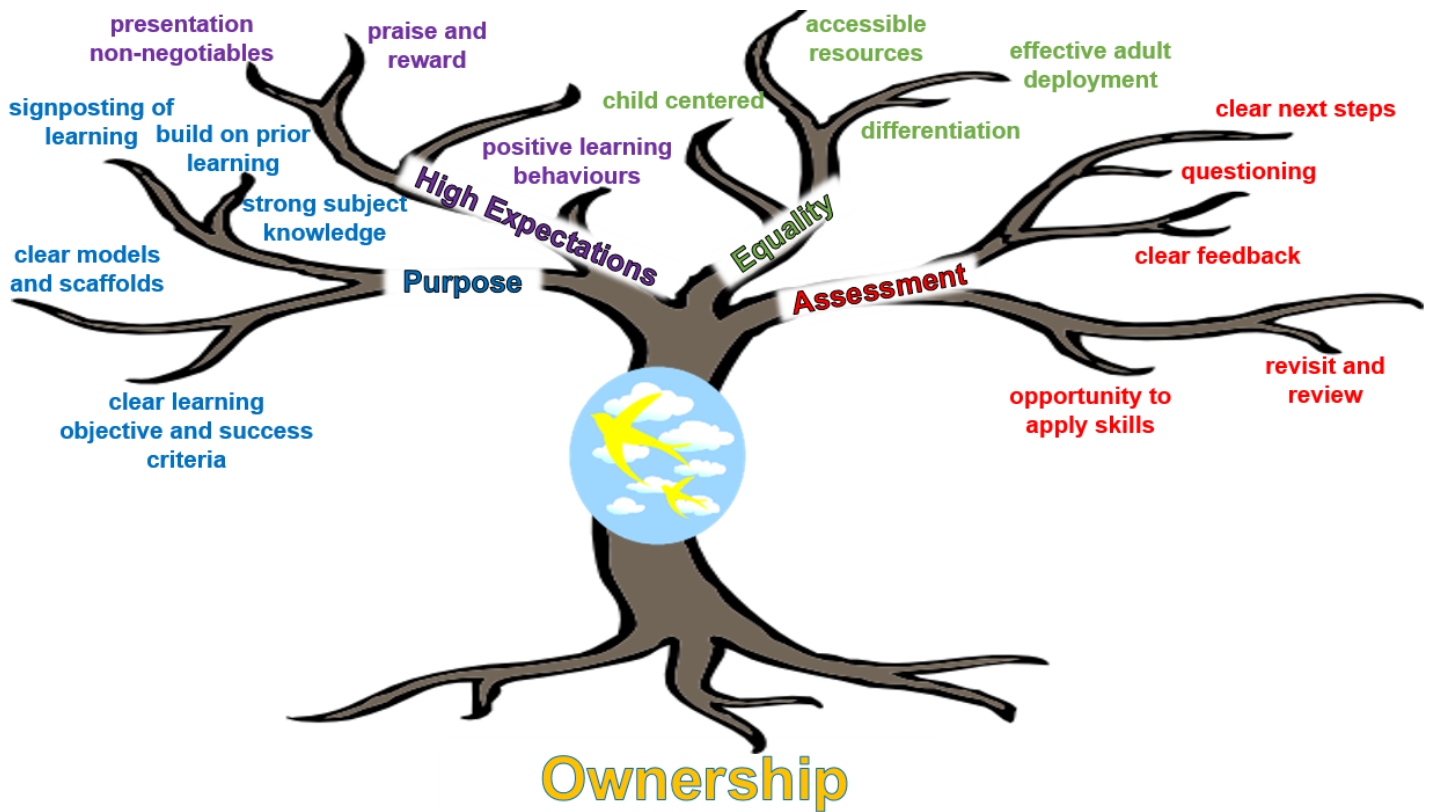 presentation
non-negotiables
praise and
reward
accessible
resources
effective adult
deployment
signposting of
learning
build on prior
learning
child centered
differentiation
clear next steps
positive learning
behaviours
questioning
strong subject
knowledge
High Expectations
Equality
clear models
and scaffolds
Purpose
Assessment
clear feedback
clear learning
objective and success
criteria
opportunity to
apply skills
revisit and
review
Ownership